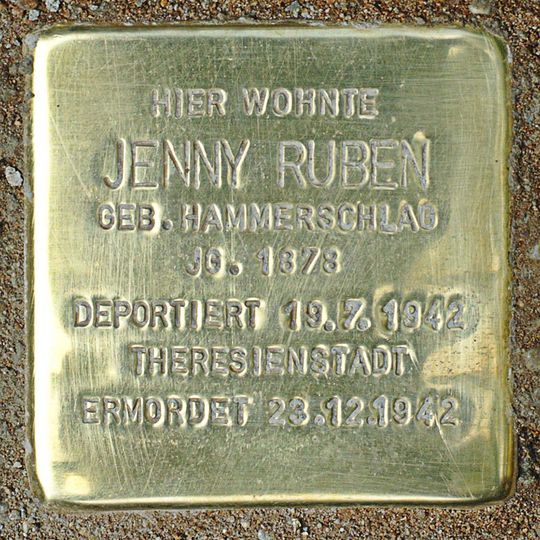 HIER WOHNTE
JENNY RUBEN
GEB. HAMMERSCHLAG
JG. 1878
DEPORTIERT 19.7.1942
THERESIENSTADT
ERMORDET 23.12.1942